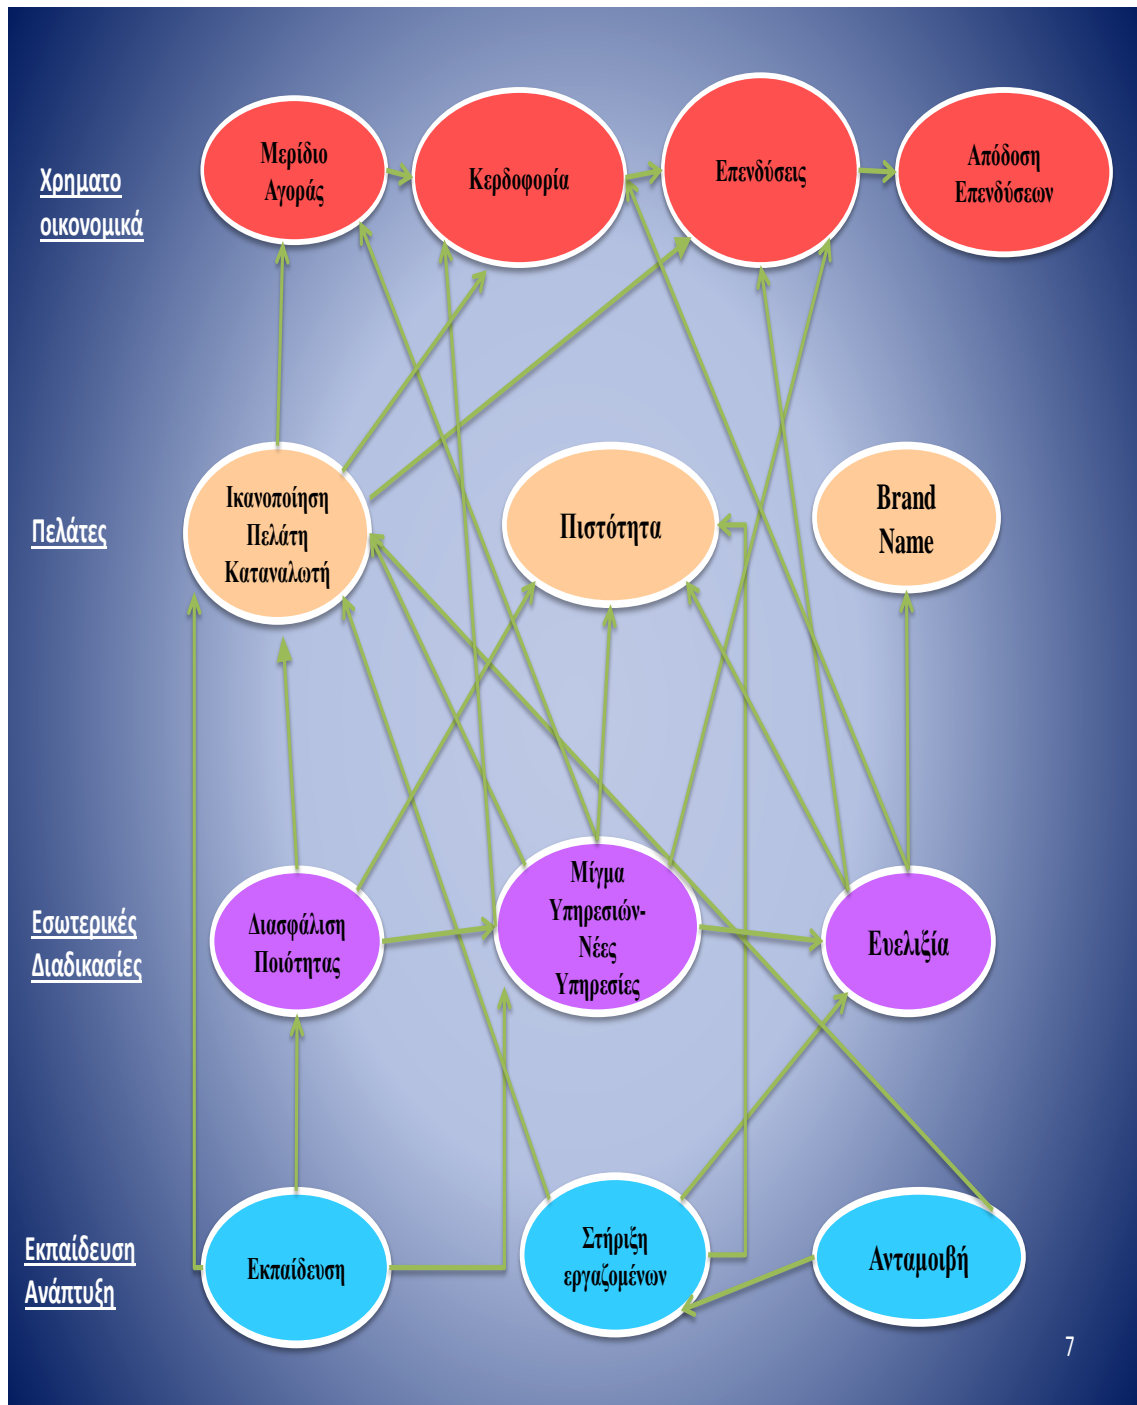 Χρηματο
οικονομικά
Μερίδιο
Αγοράς
Κερδοφορία
Επενδύσεις
Απόδοση
Επενδύσεων
Πελάτες
Ικανοποίηση
Πελάτη
Καταναλωτή
Πιστότητα
Brand
Name
Εσωτερικές
Διαδικασίες
Διασφάλιση
Ποιότητας
Μίγμα
Υπηρεσιών-
Νέες
Υπηρεσίες
Ευελιξία
Εκπαίδευση
Ανάπτυξη
Εκπαίδευση
Στήριξη
εργαζομένων
Ανταμοιβή
7